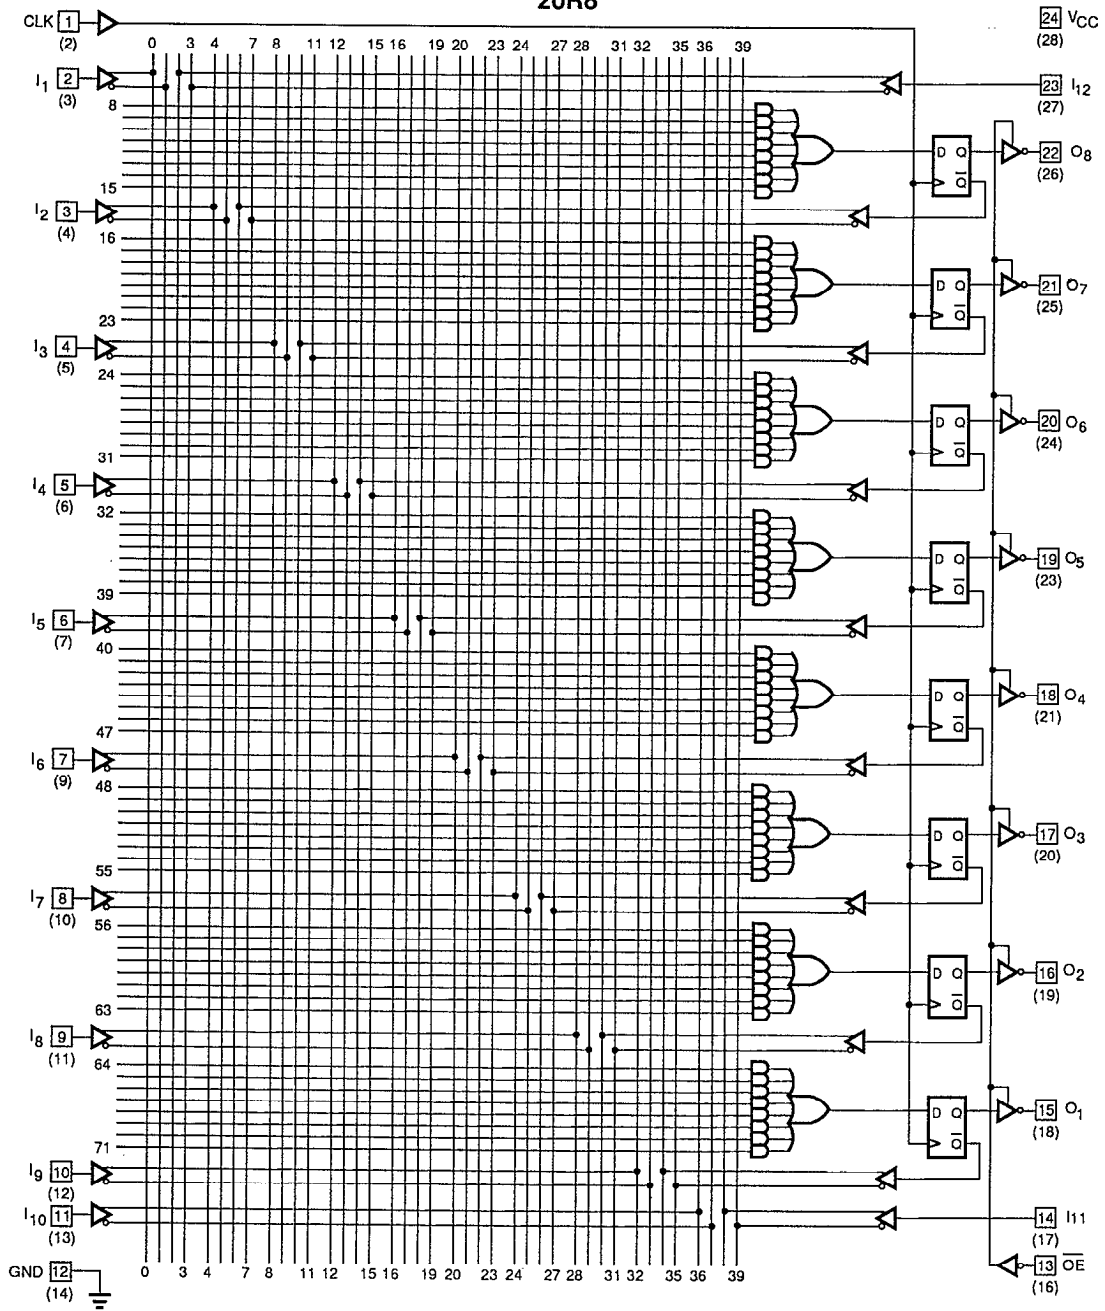 20R8
CLK 1 (2)
24 VCC (28)
0 3 4 7 8 11 12 15 16 19 20 23 24 27 28 31 32 35 36 39
I1 2 (3)
23 I12 (27)
8
D Q Q̅
22 O8 (26)
15
I2 3 (4)
16
D Q Q̅
21 O7 (25)
23
I3 4 (5)
24
D Q Q̅
20 O6 (24)
31
I4 5 (6)
32
D Q Q̅
19 O5 (23)
39
I5 6 (7)
40
D Q Q̅
18 O4 (21)
47
I6 7 (9)
48
D Q Q̅
17 O3 (20)
55
I7 8 (10)
56
D Q Q̅
16 O2 (19)
63
I8 9 (11)
64
D Q Q̅
15 O1 (18)
71
I9 10 (12)
I10 11 (13)
14 I11 (17)
GND 12 (14)
0 3 4 7 8 11 12 15 16 19 20 23 24 27 28 31 32 35 36 39
13 O̅E̅ (16)